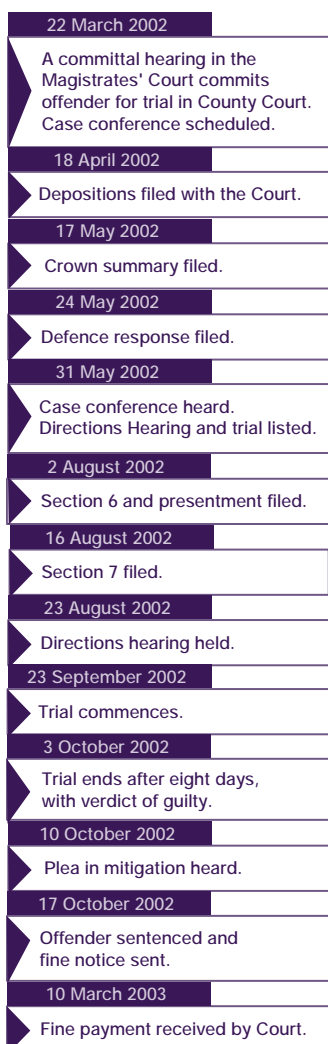 22 March 2002
A committal hearing in the
Magistrates' Court commits
offender for trial in County Court.
Case conference scheduled.
18 April 2002
Depositions filed with the Court.
17 May 2002
Crown summary filed.
24 May 2002
Defence response filed.
31 May 2002
Case conference heard.
Directions Hearing and trial listed.
2 August 2002
Section 6 and presentment filed.
16 August 2002
Section 7 filed.
23 August 2002
Directions hearing held.
23 September 2002
Trial commences.
3 October 2002
Trial ends after eight days,
with verdict of guilty.
10 October 2002
Plea in mitigation heard.
17 October 2002
Offender sentenced and
fine notice sent.
10 March 2003
Fine payment received by Court.